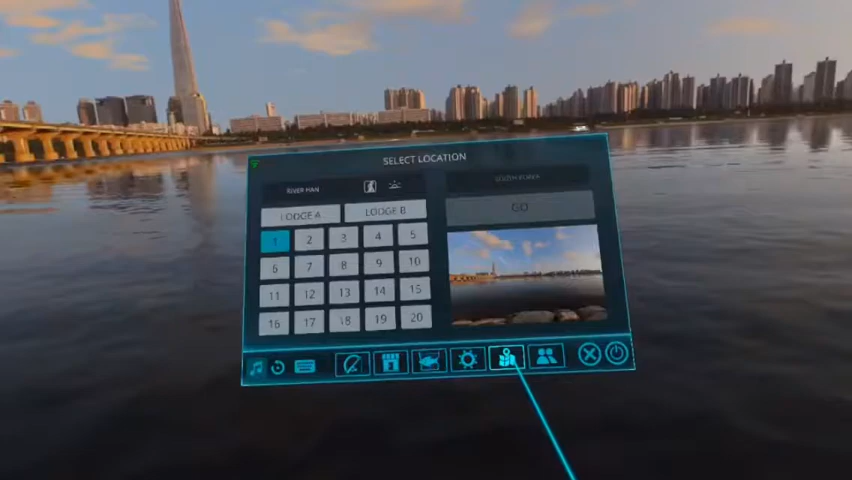 SELECT LOCATION
RIVER HAN
SOUTH KOREA
LODGE A
LODGE B
GO
1 2 3 4 5
6 7 8 9 10
11 12 13 14 15
16 17 18 19 20